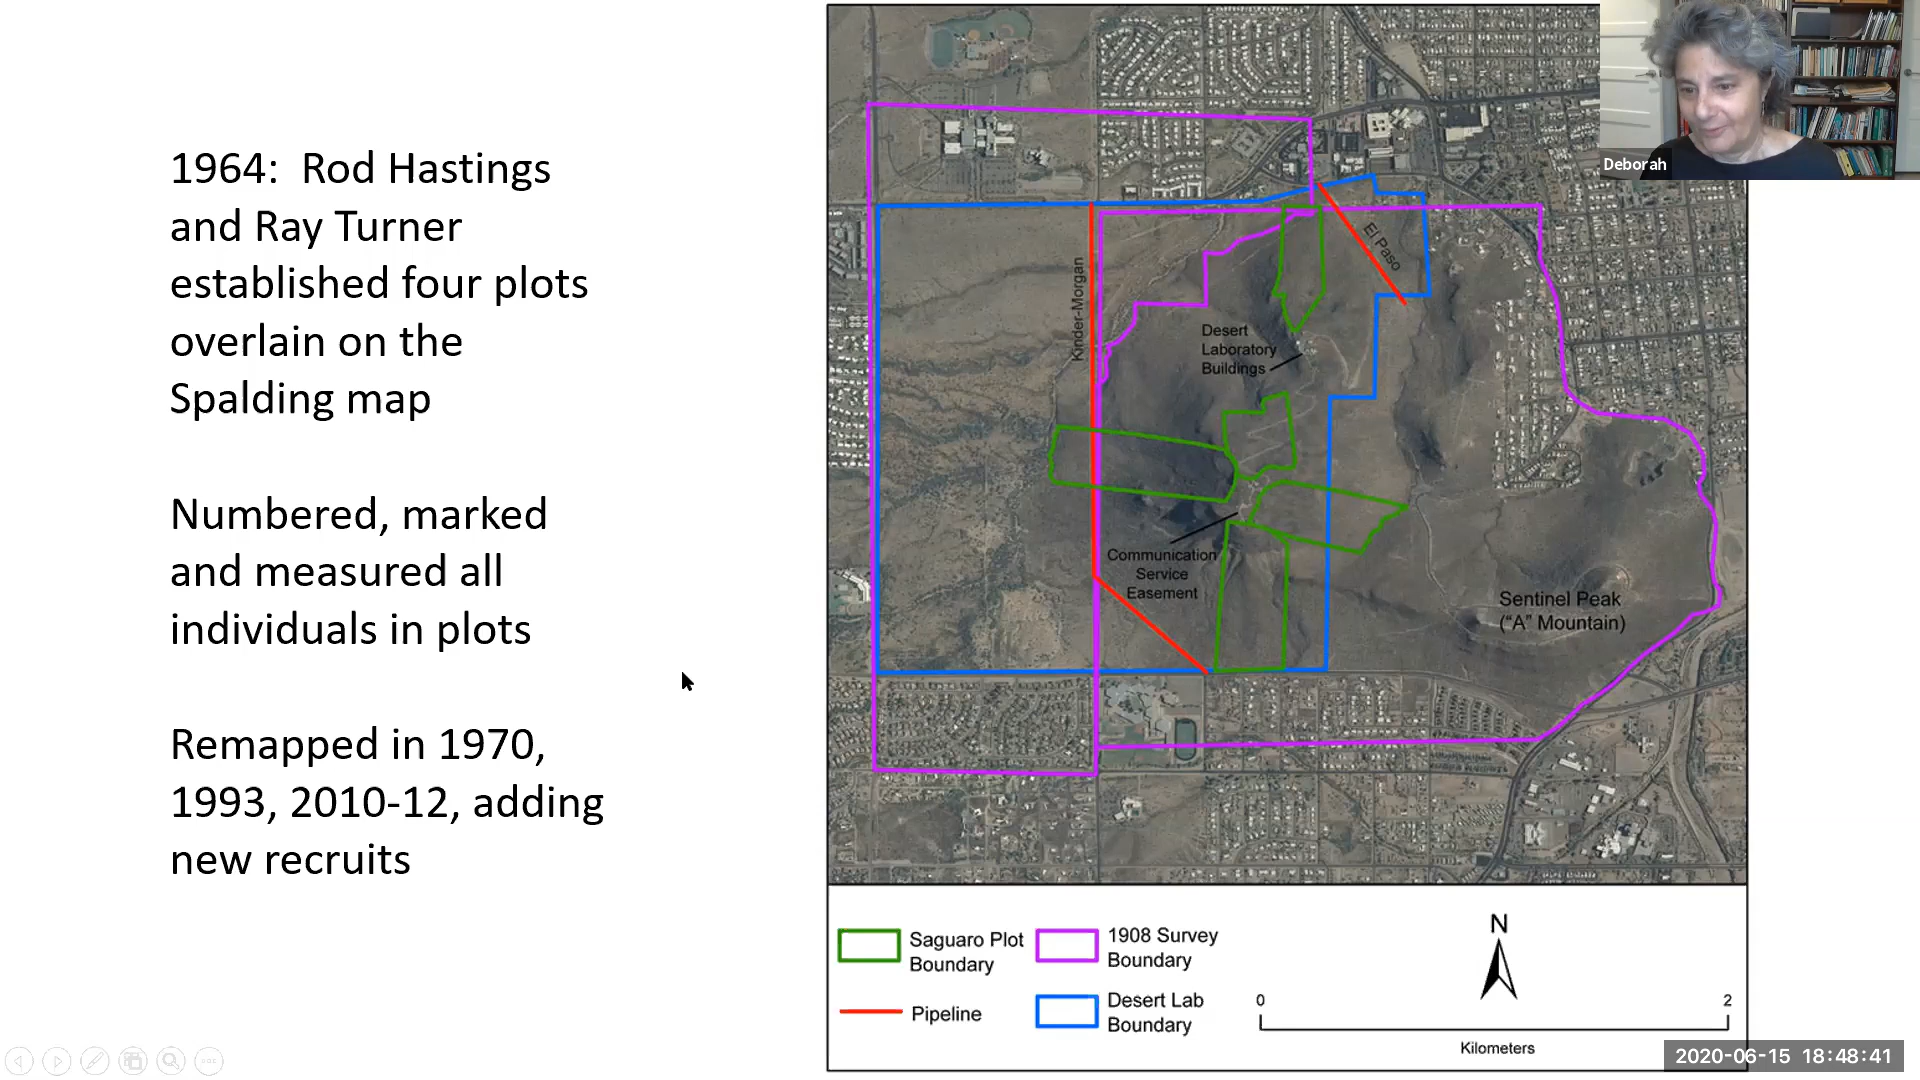 1964:  Rod Hastings
and Ray Turner
established four plots
overlain on the
Spalding map
Numbered, marked
and measured all
individuals in plots
Remapped in 1970,
1993, 2010-12, adding
new recruits
Deborah
El Paso
Kinder-Morgan
Desert
Laboratory
Buildings
Communication
Service
Easement
Sentinel Peak
(“A” Mountain)
Saguaro Plot
Boundary
1908 Survey
Boundary
Pipeline
Desert Lab
Boundary
N
0
2
Kilometers
2020-06-15  18:48:41